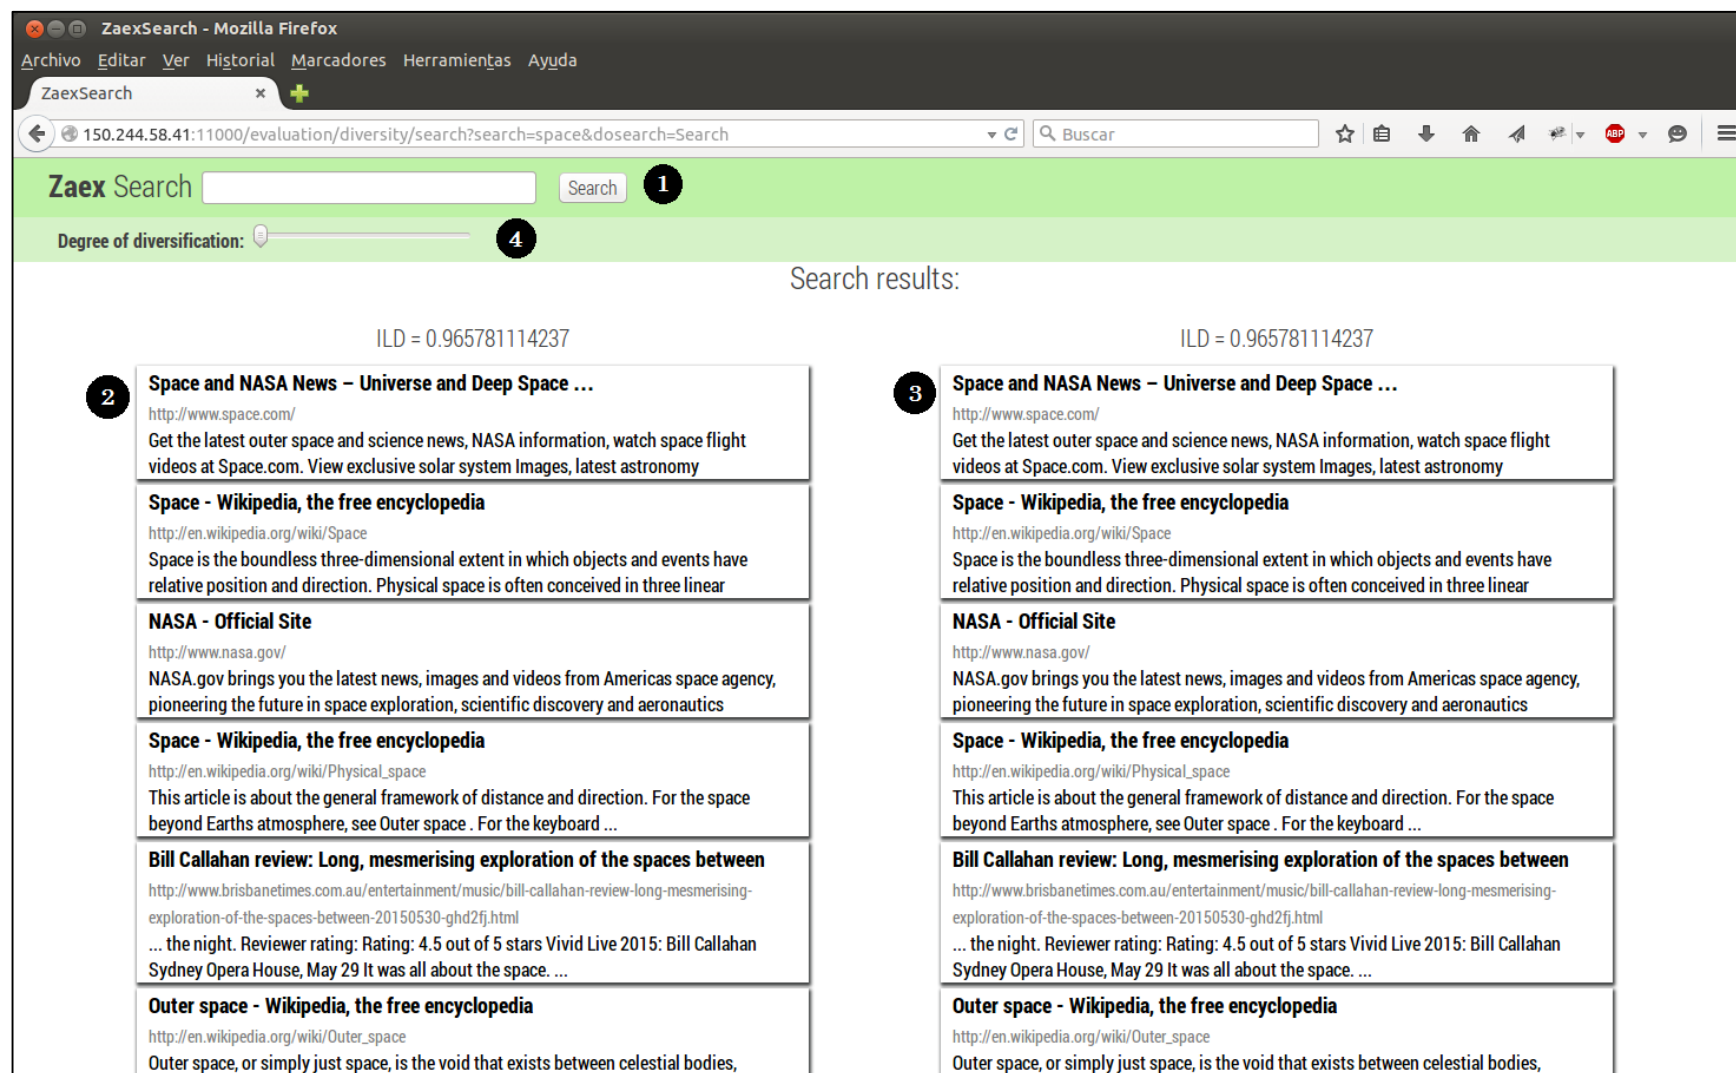 ZaexSearch - Mozilla Firefox
Archivo Editar Ver Historial Marcadores Herramientas Ayuda
ZaexSearch
150.244.58.41:11000/evaluation/diversity/search?search=space&dosearch=Search
Buscar
ABP
Zaex Search
Search
1
Degree of diversification:
4
Search results:
ILD = 0.965781114237
2
Space and NASA News – Universe and Deep Space ...
http://www.space.com/
Get the latest outer space and science news, NASA information, watch space flight
videos at Space.com. View exclusive solar system Images, latest astronomy
Space - Wikipedia, the free encyclopedia
http://en.wikipedia.org/wiki/Space
Space is the boundless three-dimensional extent in which objects and events have
relative position and direction. Physical space is often conceived in three linear
NASA - Official Site
http://www.nasa.gov/
NASA.gov brings you the latest news, images and videos from Americas space agency,
pioneering the future in space exploration, scientific discovery and aeronautics
Space - Wikipedia, the free encyclopedia
http://en.wikipedia.org/wiki/Physical_space
This article is about the general framework of distance and direction. For the space
beyond Earths atmosphere, see Outer space . For the keyboard ...
Bill Callahan review: Long, mesmerising exploration of the spaces between
http://www.brisbanetimes.com.au/entertainment/music/bill-callahan-review-long-mesmerising-
exploration-of-the-spaces-between-20150530-ghd2fj.html
... the night. Reviewer rating: Rating: 4.5 out of 5 stars Vivid Live 2015: Bill Callahan
Sydney Opera House, May 29 It was all about the space. ...
Outer space - Wikipedia, the free encyclopedia
http://en.wikipedia.org/wiki/Outer_space
Outer space, or simply just space, is the void that exists between celestial bodies,
ILD = 0.965781114237
3
Space and NASA News – Universe and Deep Space ...
http://www.space.com/
Get the latest outer space and science news, NASA information, watch space flight
videos at Space.com. View exclusive solar system Images, latest astronomy
Space - Wikipedia, the free encyclopedia
http://en.wikipedia.org/wiki/Space
Space is the boundless three-dimensional extent in which objects and events have
relative position and direction. Physical space is often conceived in three linear
NASA - Official Site
http://www.nasa.gov/
NASA.gov brings you the latest news, images and videos from Americas space agency,
pioneering the future in space exploration, scientific discovery and aeronautics
Space - Wikipedia, the free encyclopedia
http://en.wikipedia.org/wiki/Physical_space
This article is about the general framework of distance and direction. For the space
beyond Earths atmosphere, see Outer space . For the keyboard ...
Bill Callahan review: Long, mesmerising exploration of the spaces between
http://www.brisbanetimes.com.au/entertainment/music/bill-callahan-review-long-mesmerising-
exploration-of-the-spaces-between-20150530-ghd2fj.html
... the night. Reviewer rating: Rating: 4.5 out of 5 stars Vivid Live 2015: Bill Callahan
Sydney Opera House, May 29 It was all about the space. ...
Outer space - Wikipedia, the free encyclopedia
http://en.wikipedia.org/wiki/Outer_space
Outer space, or simply just space, is the void that exists between celestial bodies,